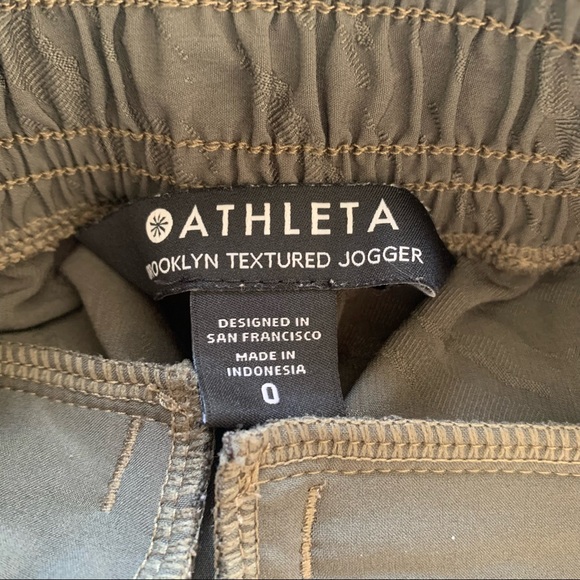 ATHLETA
ROOKLYN TEXTURED JOGGER
DESIGNED IN
SAN FRANCISCO
MADE IN
INDONESIA
0